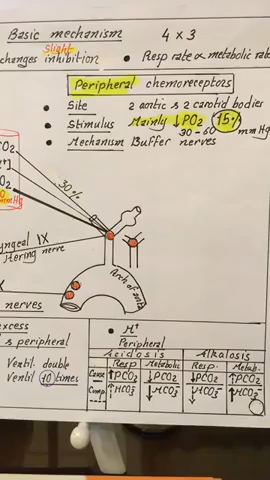 Basic mechanism 4 x 3
Slight
changes inhibition • Resp rate ∝ metabolic rate
Peripheral chemoreceptors
• Site 2 aortic & 2 carotid bodies
• Stimulus Mainly ↓PO2 15%
30 - 60 mmHg
• Mechanism Buffer nerves
CO2
30%
mmHg
yngeal IX
Hering nerve
Arch of aorta
nerves
• H+
excess
& peripheral Peripheral
Acidosis Alkalosis
Resp Metabolic Resp. Metab.
Ventil. double Cause ↑PCO2 ↓PCO2 ↓PCO2 ↑PCO2
Ventil 10 times Comp ↑HCO3 ↓HCO3 ↓HCO3 ↑HCO3